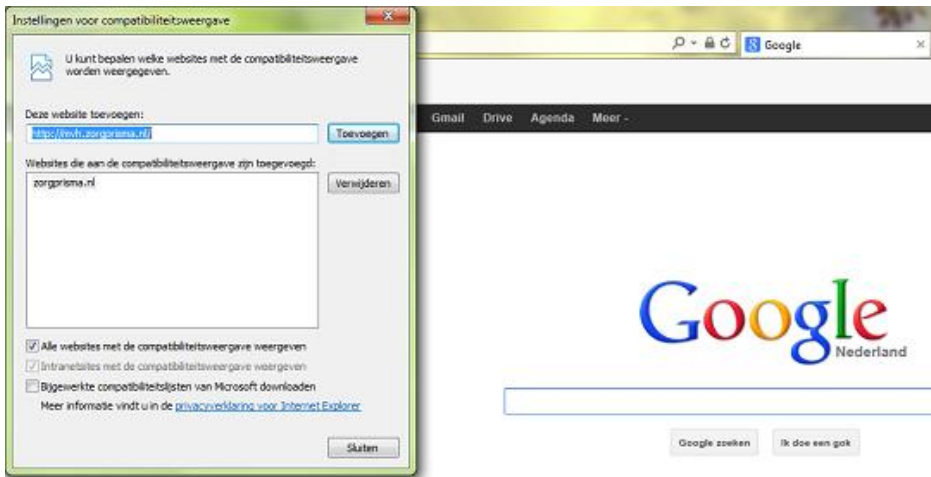 Instellingen voor compatibiliteitsweergave
U kunt bepalen welke websites met de compatibiliteitsweergave
worden weergegeven.
Deze website toevoegen:
http://mvh.zorgprisma.nl/
Toevoegen
Websites die aan de compatibiliteitsweergave zijn toegevoegd:
zorgprisma.nl
Verwijderen
Alle websites met de compatibiliteitsweergave weergeven
Intranetsites met de compatibiliteitsweergave weergeven
Bijgewerkte compatibiliteitslijsten van Microsoft downloaden
Meer informatie vindt u in de privacyverklaring voor Internet Explorer
Sluiten
8 Google
Gmail Drive Agenda Meer -
Google
Nederland
Google zoeken Ik doe een gok